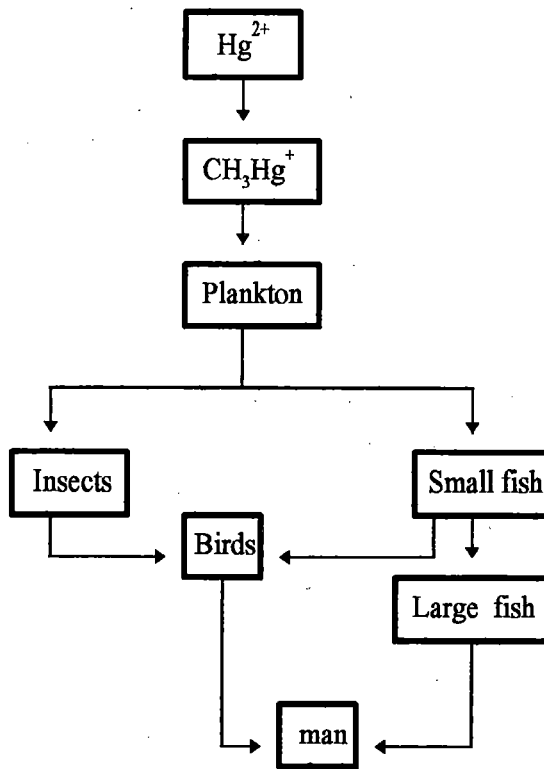 Hg²⁺
CH₃Hg⁺
Plankton
Insects
Small fish
Birds
Large fish
man